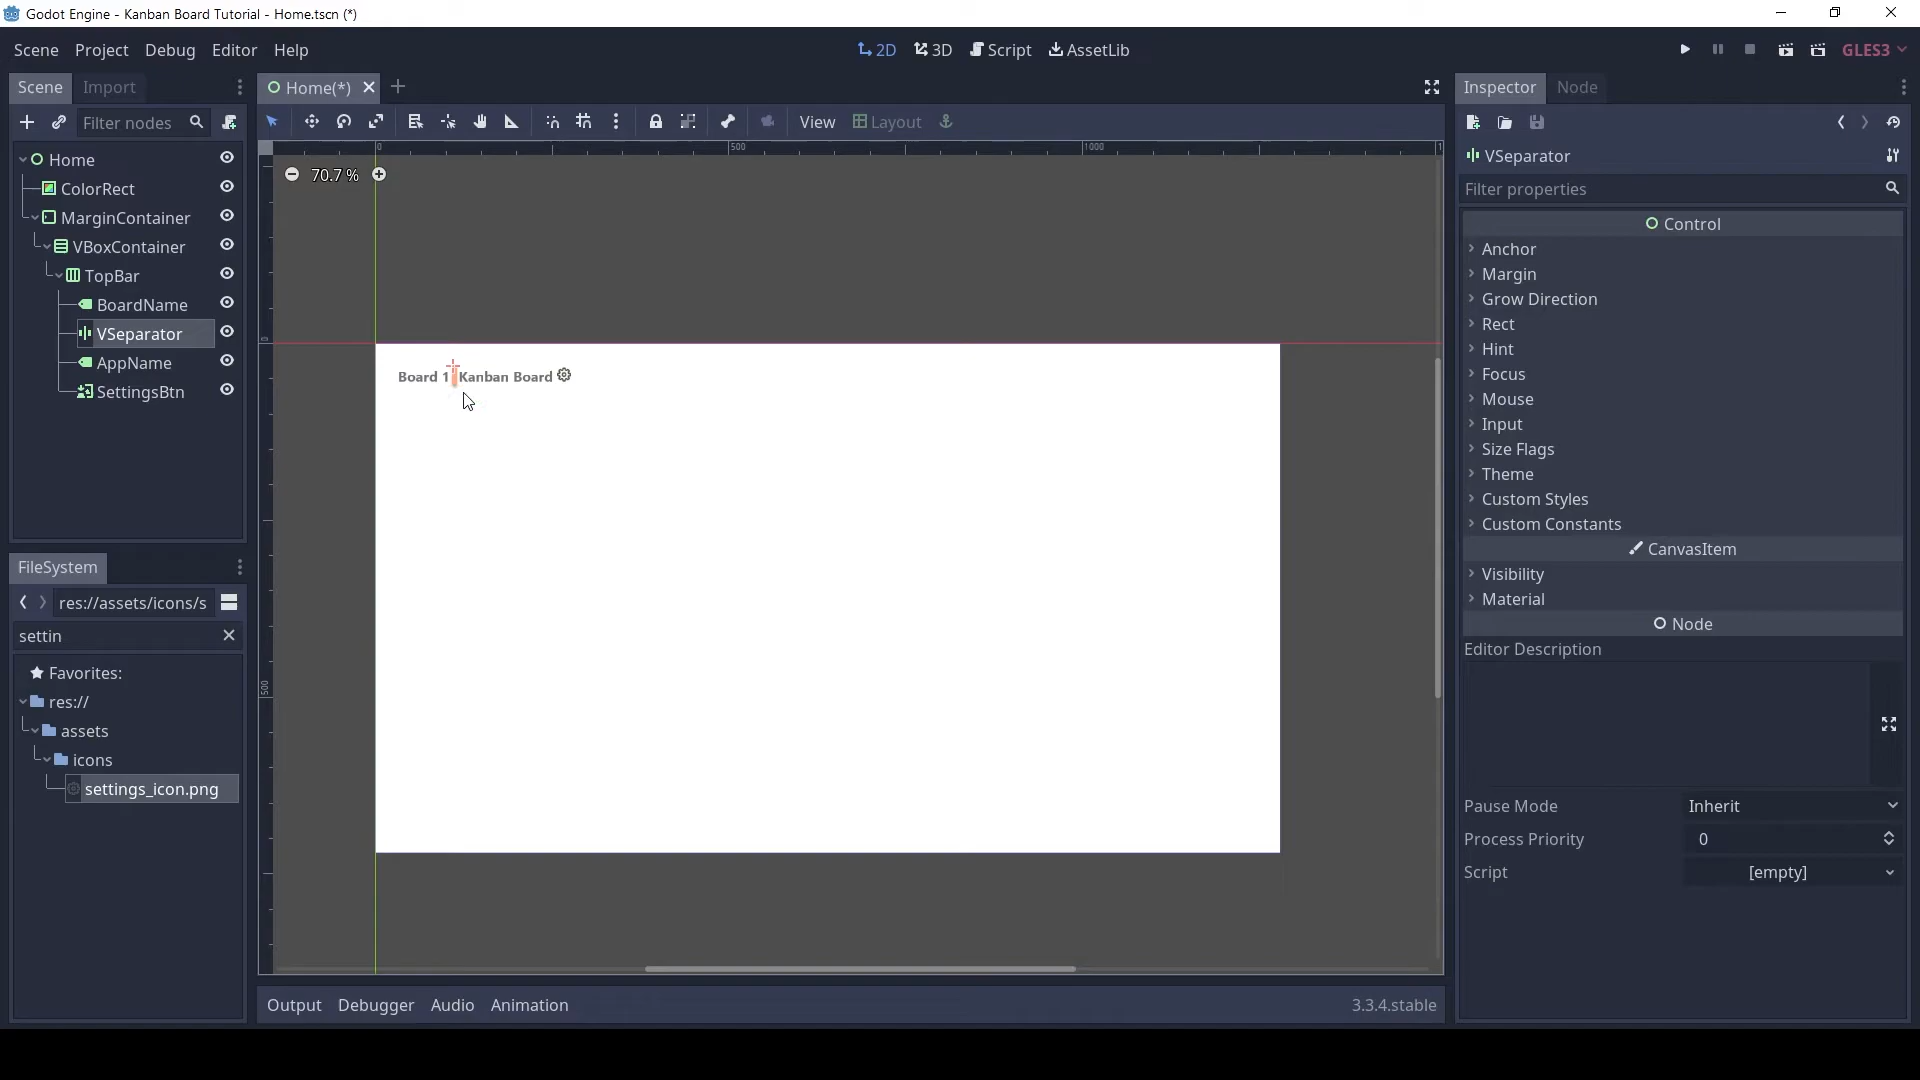 Godot Engine - Kanban Board Tutorial - Home.tscn (*)
Scene Project Debug Editor Help
2D 3D Script AssetLib
GLES3
Scene Import
Filter nodes
Home
ColorRect
MarginContainer
VBoxContainer
TopBar
BoardName
VSeparator
AppName
SettingsBtn
FileSystem
res://assets/icons/s
settin
Favorites:
res://
assets
icons
settings_icon.png
Home(*)
View Layout
0 500 1000 1
70.7 %
0
500
Board 1 Kanban Board
Output Debugger Audio Animation 3.3.4.stable
Inspector Node
VSeparator
Filter properties
Control
Anchor
Margin
Grow Direction
Rect
Hint
Focus
Mouse
Input
Size Flags
Theme
Custom Styles
Custom Constants
CanvasItem
Visibility
Material
Node
Editor Description
Pause Mode Inherit
Process Priority 0
Script [empty]